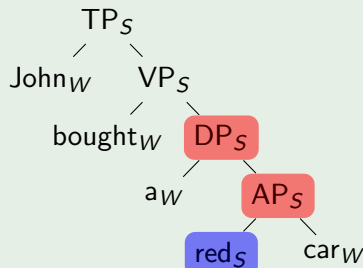 TP_S
John_W VP_S
bought_W DP_S
a_W AP_S
red_S car_W